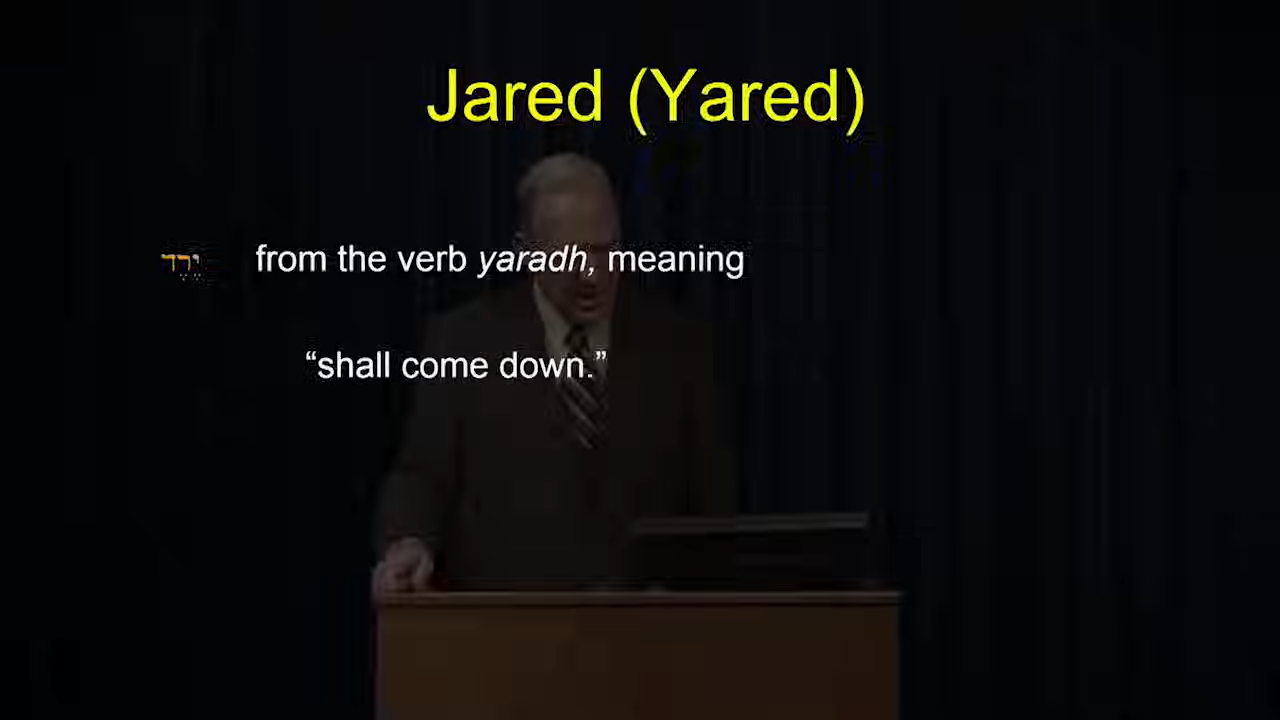 Jared (Yared)
יֶרֶד from the verb yaradh, meaning
“shall come down.”